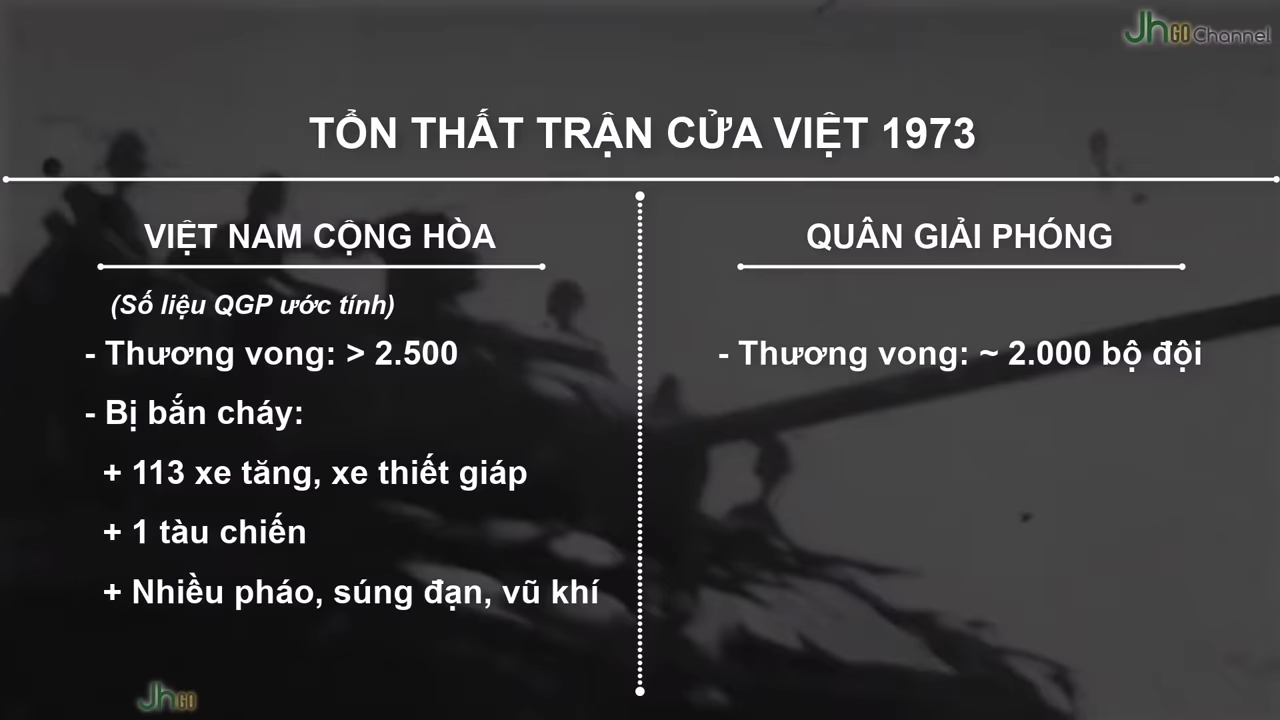 JhGO Channel
TỔN THẤT TRẬN CỬA VIỆT 1973
VIỆT NAM CỘNG HÒA
(Số liệu QGP ước tính)
- Thương vong: > 2.500
- Bị bắn cháy:
+ 113 xe tăng, xe thiết giáp
+ 1 tàu chiến
+ Nhiều pháo, súng đạn, vũ khí
QUÂN GIẢI PHÓNG
- Thương vong: ~ 2.000 bộ đội
JhGO